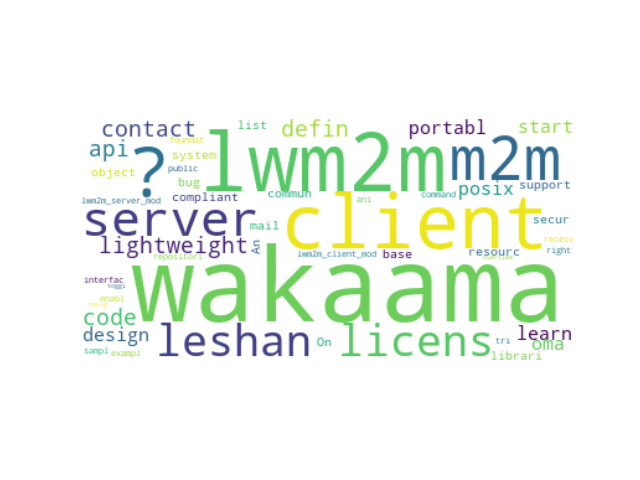 contact
list
defin
portabl
start
foundat
api
?
lwm2m
m2m
system
public
object
bug
posix
support
lwm2m_server_mod
compliant
commun
command
ani
server
client
mail
secur
lightweight
An
lwm2m_client_mod
base
resourc
receiv
right
repositori
interfac
toggl
wakaama
enabl
code
design
leshan
On
licens
tri
learn
oma
sampl
exampl
librari